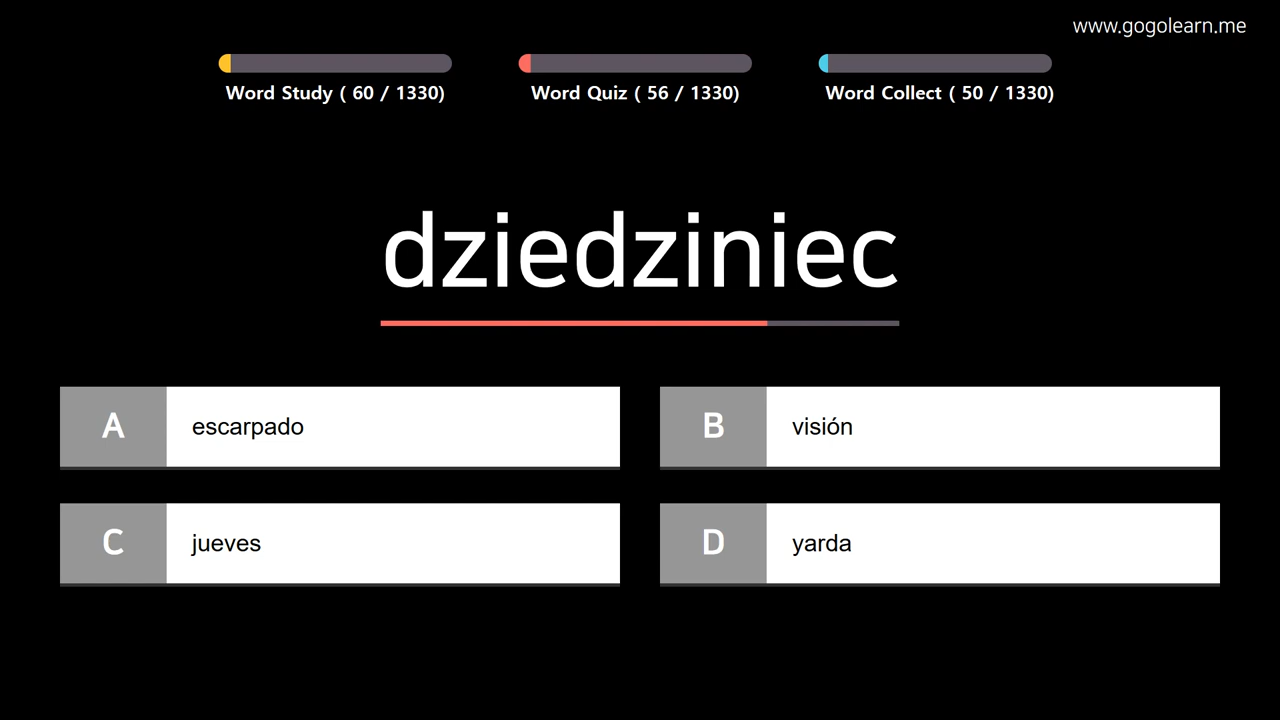 www.gogolearn.me
Word Study ( 60 / 1330)
Word Quiz ( 56 / 1330)
Word Collect ( 50 / 1330)
dziedziniec
A escarpado
B visión
C jueves
D yarda